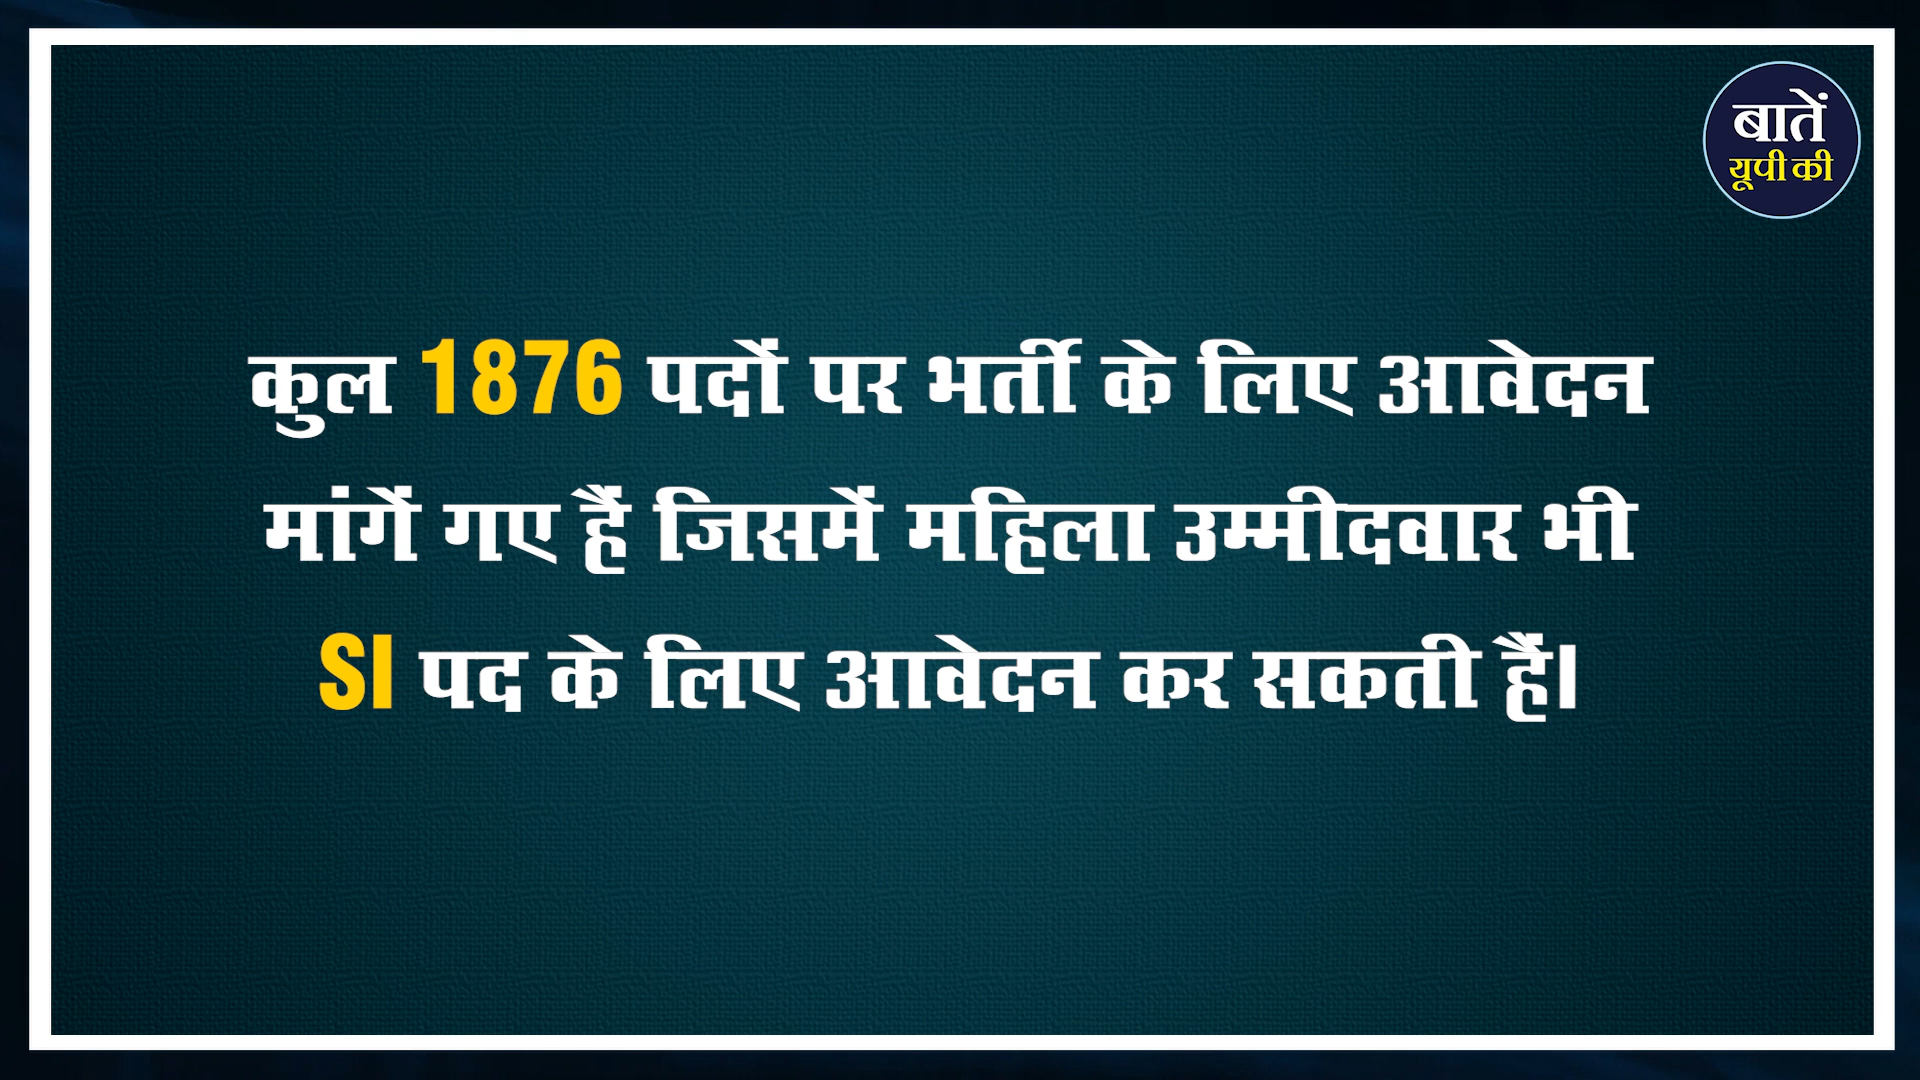 बातें
यूपी की
कुल 1876 पदों पर भर्ती के लिए आवेदन
मांगें गए हैं जिसमें महिला उम्मीदवार भी
SI पद के लिए आवेदन कर सकती हैं।